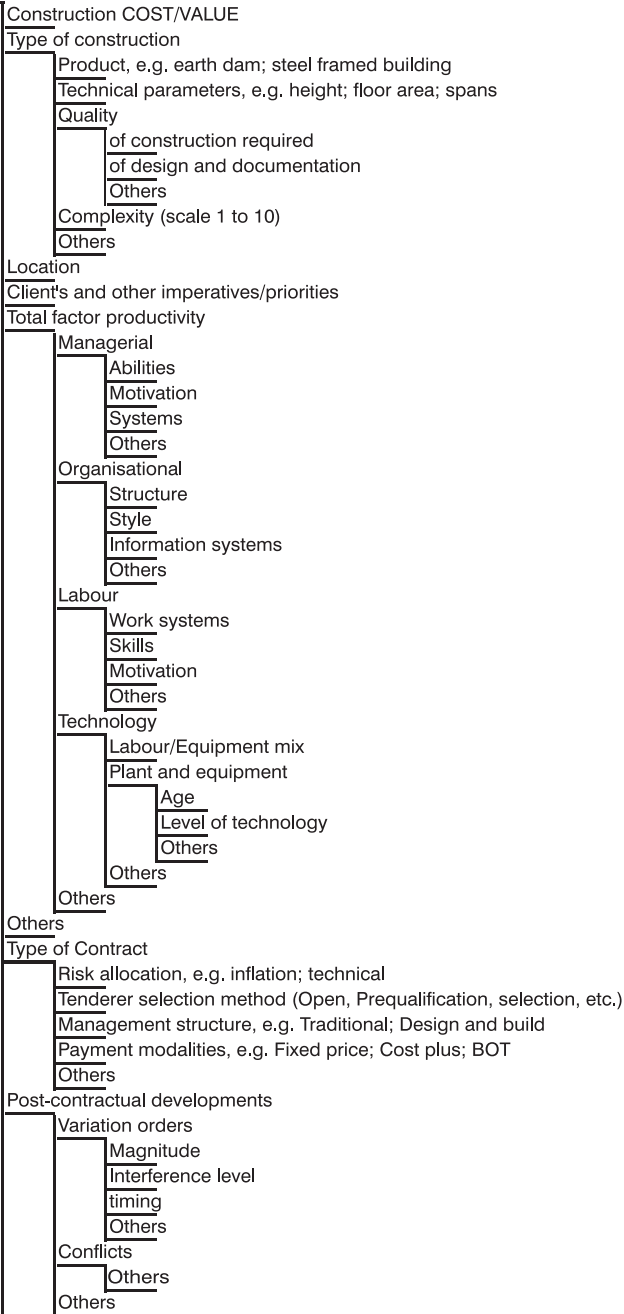 Construction COST/VALUE
Type of construction
Product, e.g. earth dam; steel framed building
Technical parameters, e.g. height; floor area; spans
Quality
of construction required
of design and documentation
Others
Complexity (scale 1 to 10)
Others
Location
Client's and other imperatives/priorities
Total factor productivity
Managerial
Abilities
Motivation
Systems
Others
Organisational
Structure
Style
Information systems
Others
Labour
Work systems
Skills
Motivation
Others
Technology
Labour/Equipment mix
Plant and equipment
Age
Level of technology
Others
Others
Others
Others
Type of Contract
Risk allocation, e.g. inflation; technical
Tenderer selection method (Open, Prequalification, selection, etc.)
Management structure, e.g. Traditional; Design and build
Payment modalities, e.g. Fixed price; Cost plus; BOT
Others
Post-contractual developments
Variation orders
Magnitude
Interference level
timing
Others
Conflicts
Others
Others